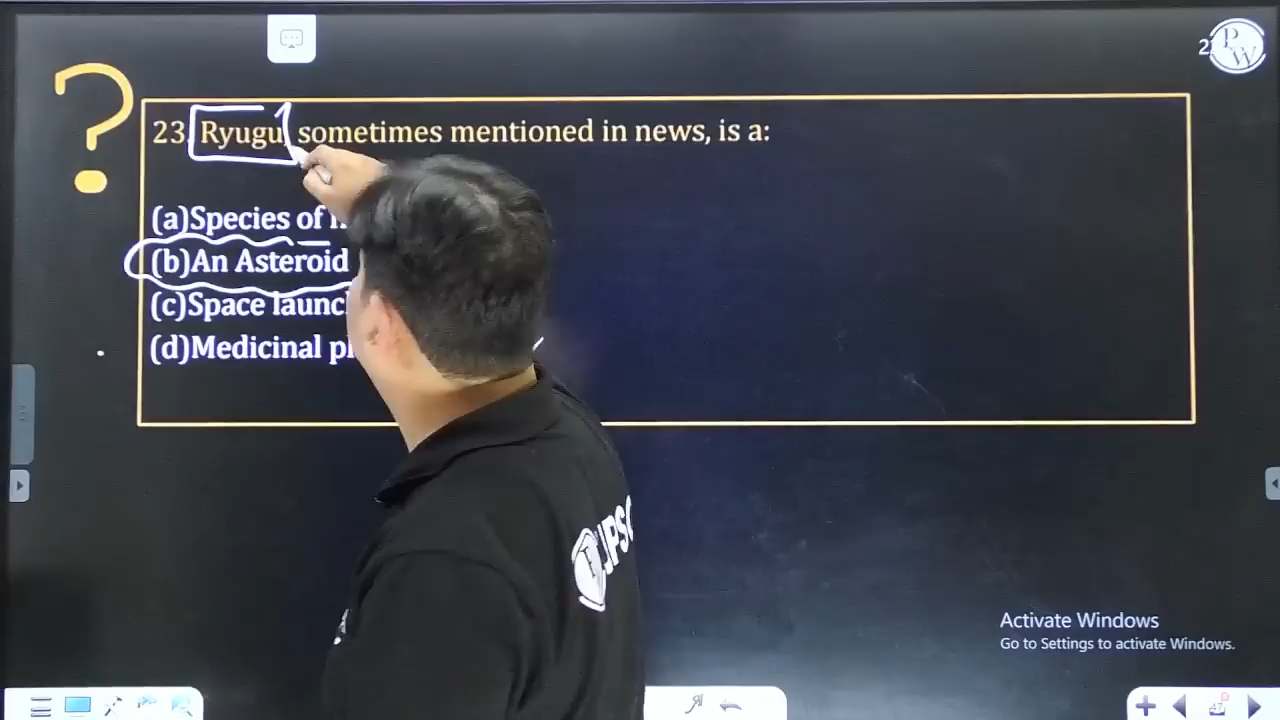 PW
23. Ryugu, sometimes mentioned in news, is a:
(a)Species of
(b)An Asteroid
(c)Space
(d)Medicinal
Activate Windows
Go to Settings to activate Windows.